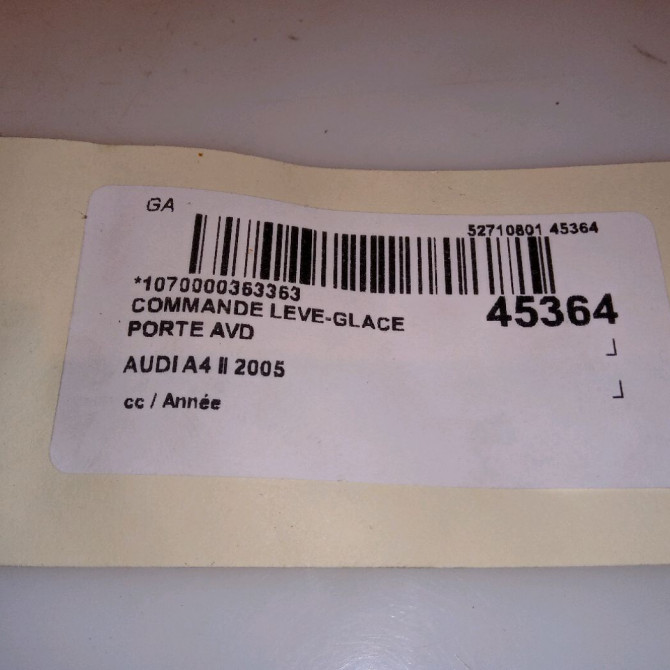 GA
52710801 45364
*1070000363363
COMMANDE LEVE-GLACE 45364
PORTE AVD
AUDI A4 II 2005
cc / Année